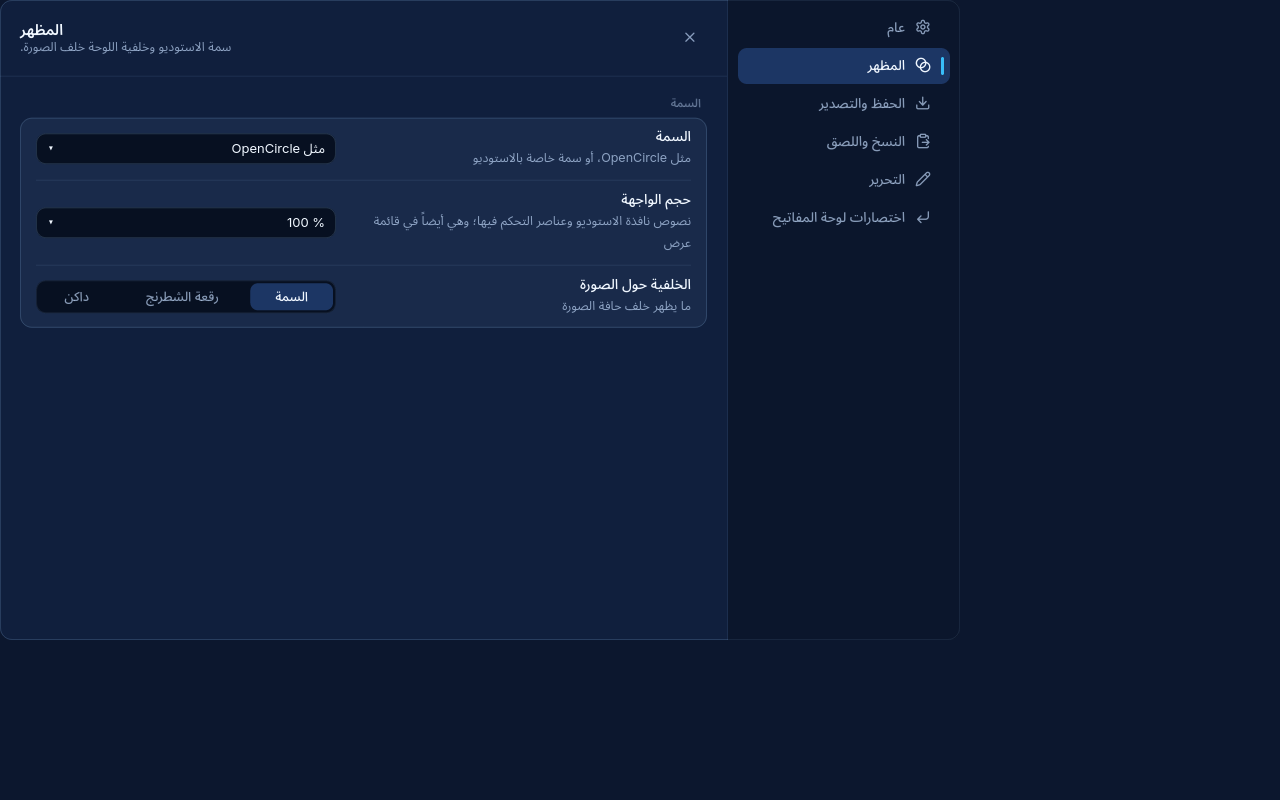 عام
المظهر
الحفظ والتصدير
النسخ واللصق
التحرير
اختصارات لوحة المفاتيح
المظهر
سمة الاستوديو وخلفية اللوحة خلف الصورة.
السمة
السمة
مثل OpenCircle، أو سمة خاصة بالاستوديو
مثل OpenCircle
حجم الواجهة
نصوص نافذة الاستوديو وعناصر التحكم فيها؛ وهي أيضاً في قائمة
عرض
100 %
الخلفية حول الصورة
ما يظهر خلف حافة الصورة
السمة
رقعة الشطرنج
داكن